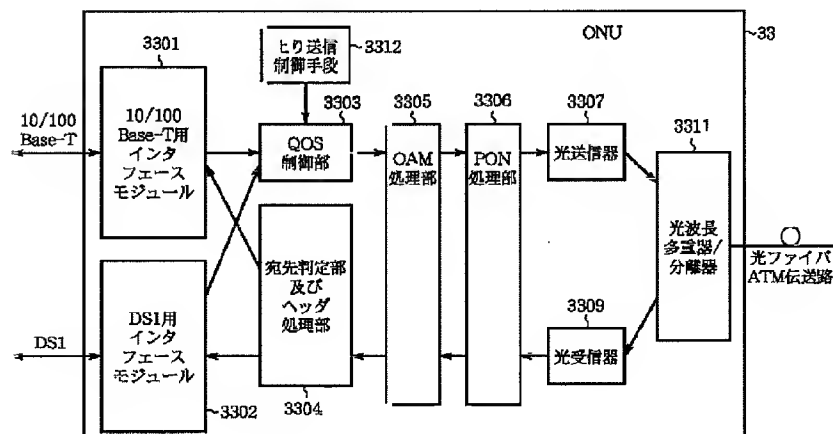 ONU
33
3301
とり送信
制御手段
3312
10/100
Base-T
10/100
Base-T用
インタ
フェース
モジュール
3303
QOS
制御部
3305
OAM
処理部
3306
PON
処理部
3307
光送信器
3311
光波長
多重器/
分離器
光ファイバ
ATM伝送路
宛先判定部
及び
ヘッダ
処理部
3304
DS1
DS1用
インタ
フェース
モジュール
3302
3309
光受信器